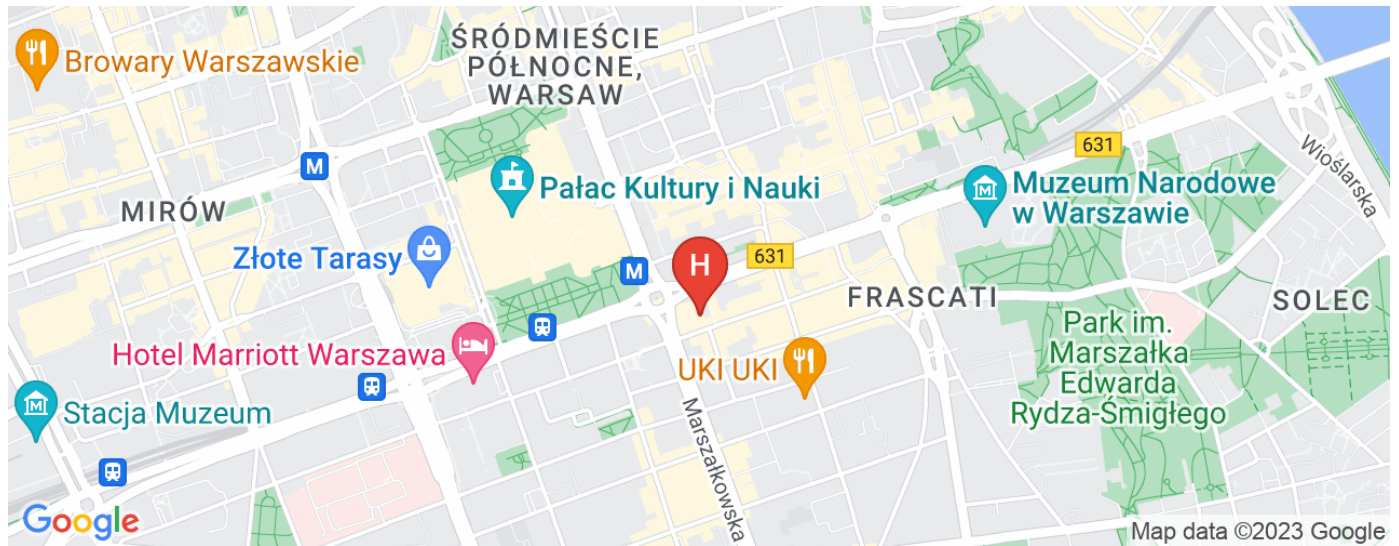 Browary Warszawskie
ŚRÓDMIEŚCIE
PÓŁNOCNE,
WARSAW
631
Wioślarska
M
Pałac Kultury i Nauki
Muzeum Narodowe
w Warszawie
MIRÓW
Złote Tarasy
M
H
631
FRASCATI
SOLEC
Park im.
Marszałka
Edwarda
Rydza-Śmigłego
Hotel Marriott Warszawa
UKI UKI
Stacja Muzeum
Marszałkowska
Google
Map data ©2023 Google